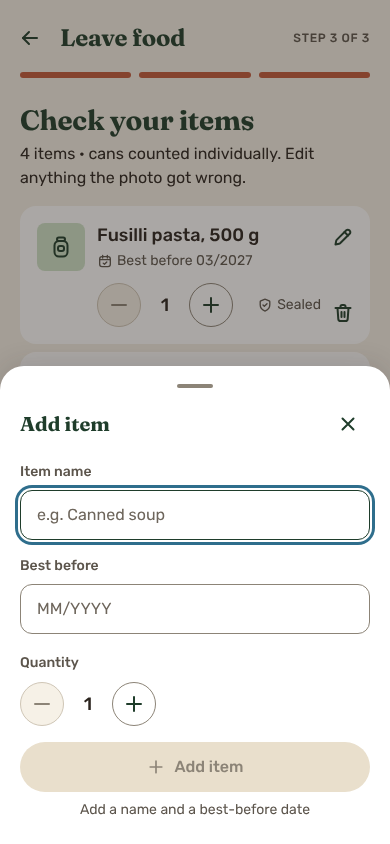 Leave food
STEP 3 OF 3
Check your items
4 items • cans counted individually. Edit
anything the photo got wrong.
Fusilli pasta, 500 g
Best before 03/2027
1
Sealed
Add item
Item name
e.g. Canned soup
Best before
MM/YYYY
Quantity
1
Add item
Add a name and a best-before date